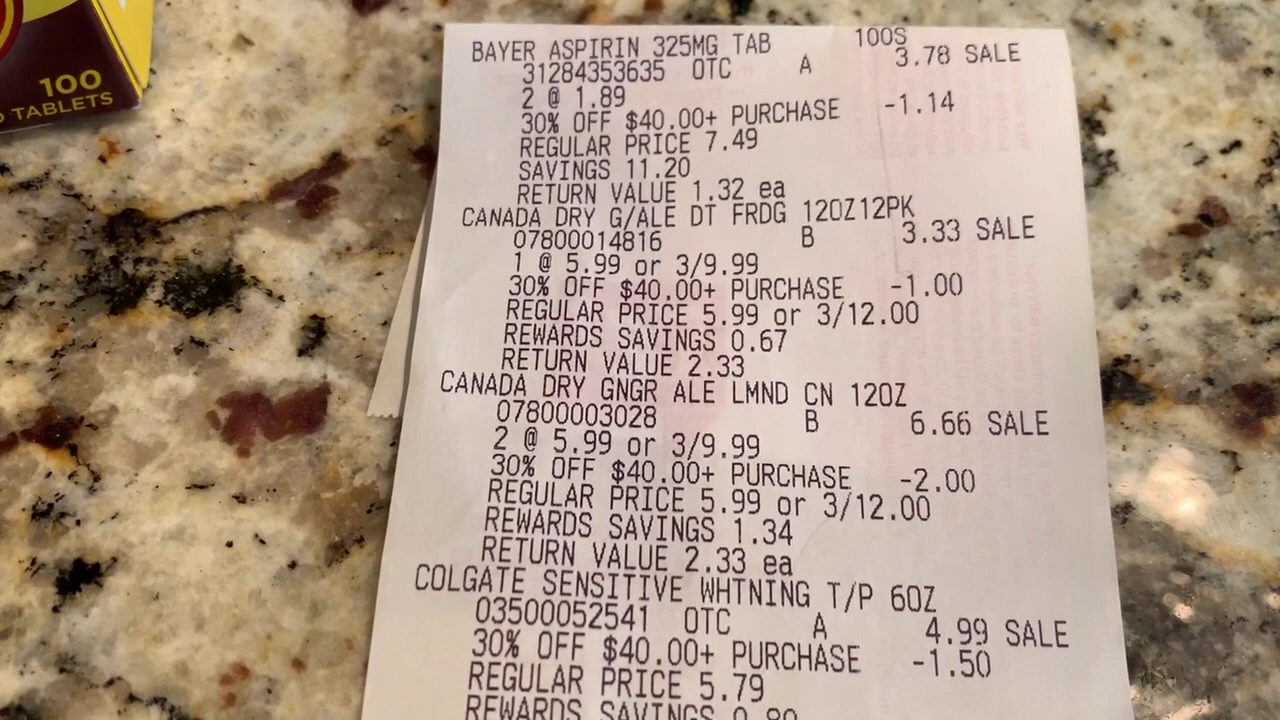 100
TABLETS
BAYER ASPIRIN 325MG TAB 100S
31284353635 OTC A 3.78 SALE
2 @ 1.89
30% OFF $40.00+ PURCHASE -1.14
REGULAR PRICE 7.49
SAVINGS 11.20
RETURN VALUE 1.32 ea
CANADA DRY G/ALE DT FRDG 12OZ12PK
07800014816 B 3.33 SALE
1 @ 5.99 or 3/9.99
30% OFF $40.00+ PURCHASE -1.00
REGULAR PRICE 5.99 or 3/12.00
REWARDS SAVINGS 0.67
RETURN VALUE 2.33
CANADA DRY GNGR ALE LMND CN 12OZ
07800003028 B 6.66 SALE
2 @ 5.99 or 3/9.99
30% OFF $40.00+ PURCHASE -2.00
REGULAR PRICE 5.99 or 3/12.00
REWARDS SAVINGS 1.34
RETURN VALUE 2.33 ea
COLGATE SENSITIVE WHTNING T/P 6OZ
03500052541 OTC A 4.99 SALE
30% OFF $40.00+ PURCHASE -1.50
REGULAR PRICE 5.79
REWARDS SAVINGS 0.80